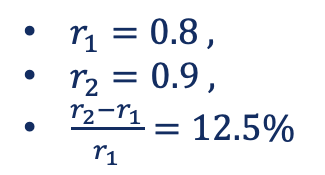 • r₁ = 0.8 ,
• r₂ = 0.9 ,
• (r₂−r₁)/r₁ = 12.5%